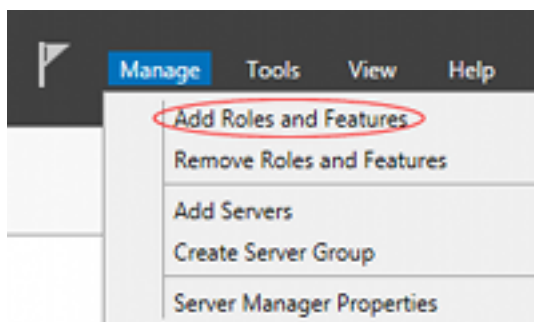 Manage Tools View Help
Add Roles and Features
Remove Roles and Features
Add Servers
Create Server Group
Server Manager Properties